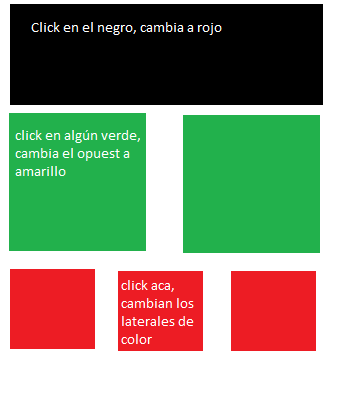 Click en el negro, cambia a rojo
click en algún verde,
cambia el opuest a
amarillo
click aca,
cambian los
laterales de
color